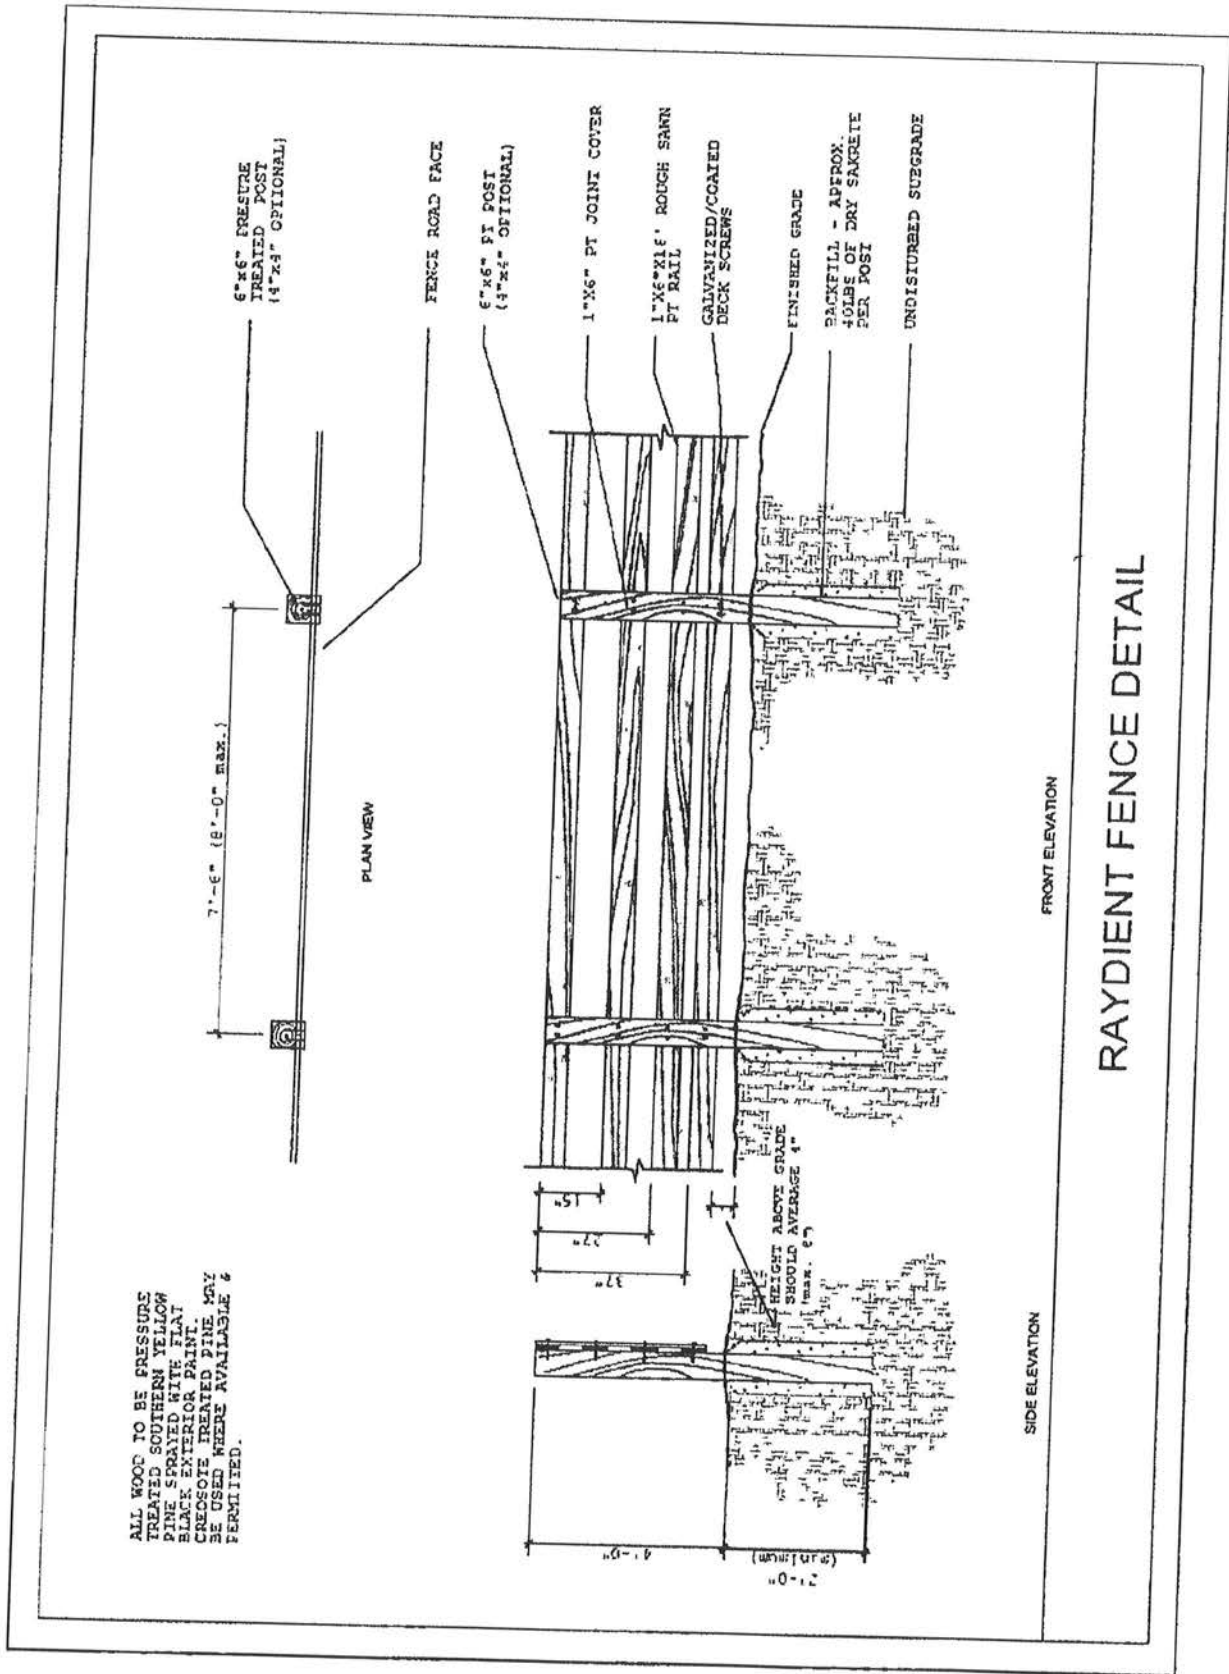 ALL WOOD TO BE PRESSURE
TREATED SOUTHERN YELLOW
PINE SPRAYED WITH FLAT
BLACK EXTERIOR PAINT.
CREOSOTE TREATED PINE MAY
BE USED WHERE AVAILABLE &
PERMITTED.
7'-6" (8'-0" max.)
6"x6" PRESURE
TREATED POST
(4"x4" OPTIONAL)
PLAN VIEW
FENCE ROAD FACE
6"x6" PT POST
(4"x4" OPTIONAL)
1"X6" PT JOINT COVER
1"X6"X16' ROUGH SAWN
PT RAIL
GALVANIZED/COATED
DECK SCREWS
FINISHED GRADE
BACKFILL - APPROX.
40LBS OF DRY SAKRETE
PER POST
UNDISTURBED SUBGRADE
15"
27"
37"
4'-0"
2'-0"
(minimum)
HEIGHT ABOVE GRADE
SHOULD AVERAGE 4"
SIDE ELEVATION
FRONT ELEVATION
RAYDIENT FENCE DETAIL